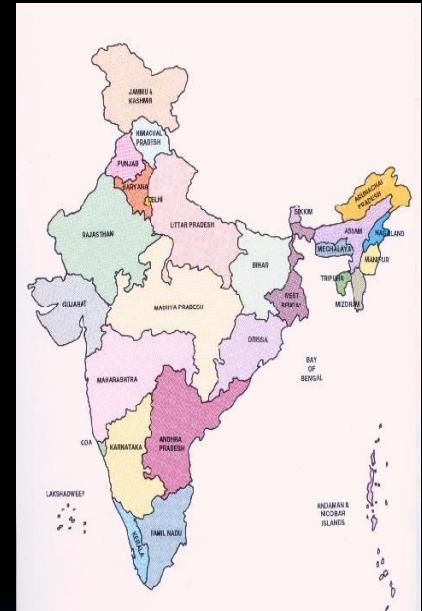 JAMMU &
KASHMIR
HIMACHAL
PRADESH
PUNJAB
HARYANA
DELHI
ARUNACHAL
PRADESH
SIKKIM
UTTAR PRADESH
RAJASTHAN
ASSAM
NAGALAND
MEGHALAYA
MANIPUR
BIHAR
TRIPURA
GUJARAT
MADHYA PRADESH
WEST
BENGAL
MIZORAM
ORISSA
BAY
OF
BENGAL
MAHARASHTRA
GOA
KARNATAKA
ANDHRA
PRADESH
LAKSHADWEEP
ANDAMAN &
NICOBAR
ISLANDS
TAMIL NADU
KERALA